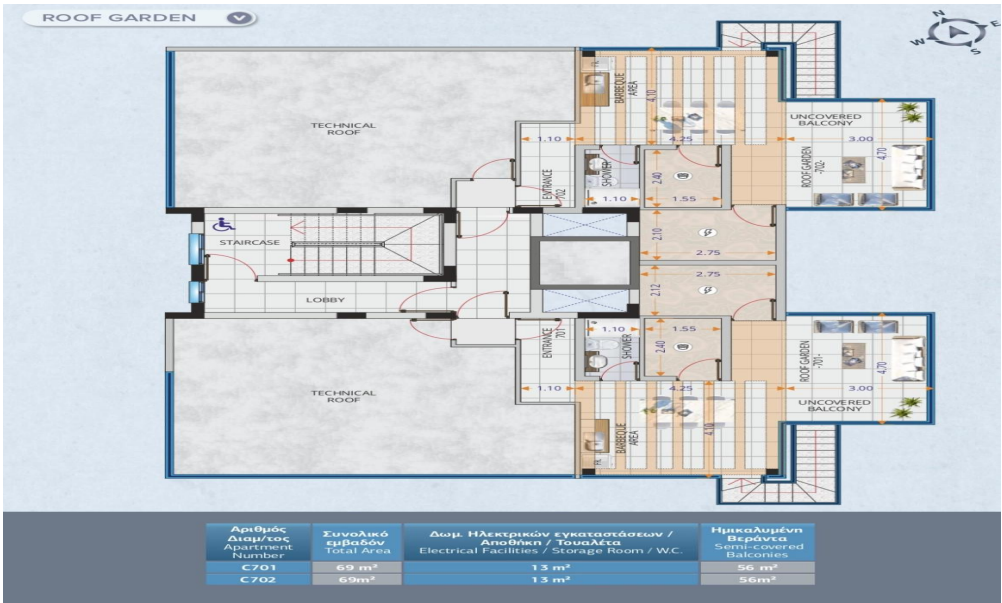 ROOF GARDEN
N
E
W
S
TECHNICAL
ROOF
BARBEQUE
AREA
4.10
UNCOVERED
BALCONY
1.10
4.25
3.00
ENTRANCE
702
SHOWER
2.40
ROOF GARDEN
-702-
4.70
1.10
1.55
STAIRCASE
2.10
2.75
LOBBY
2.75
2.12
ENTRANCE
701
1.10
SHOWER
1.55
2.40
ROOF GARDEN
-701-
4.70
1.10
4.25
3.00
TECHNICAL
ROOF
UNCOVERED
BALCONY
BARBEQUE
AREA
4.10
Αριθμός
Διαμ/τος
Apartment
Number
Συνολικό
εμβαδόν
Total Area
Δωμ. Ηλεκτρικών εγκαταστάσεων /
Αποθήκη / Τουαλέτα
Electrical Facilities / Storage Room / W.C.
Ημικαλυμένη
Βεράντα
Semi-covered
Balconies
C701 69 m² 13 m² 56 m²
C702 69m² 13 m² 56m²